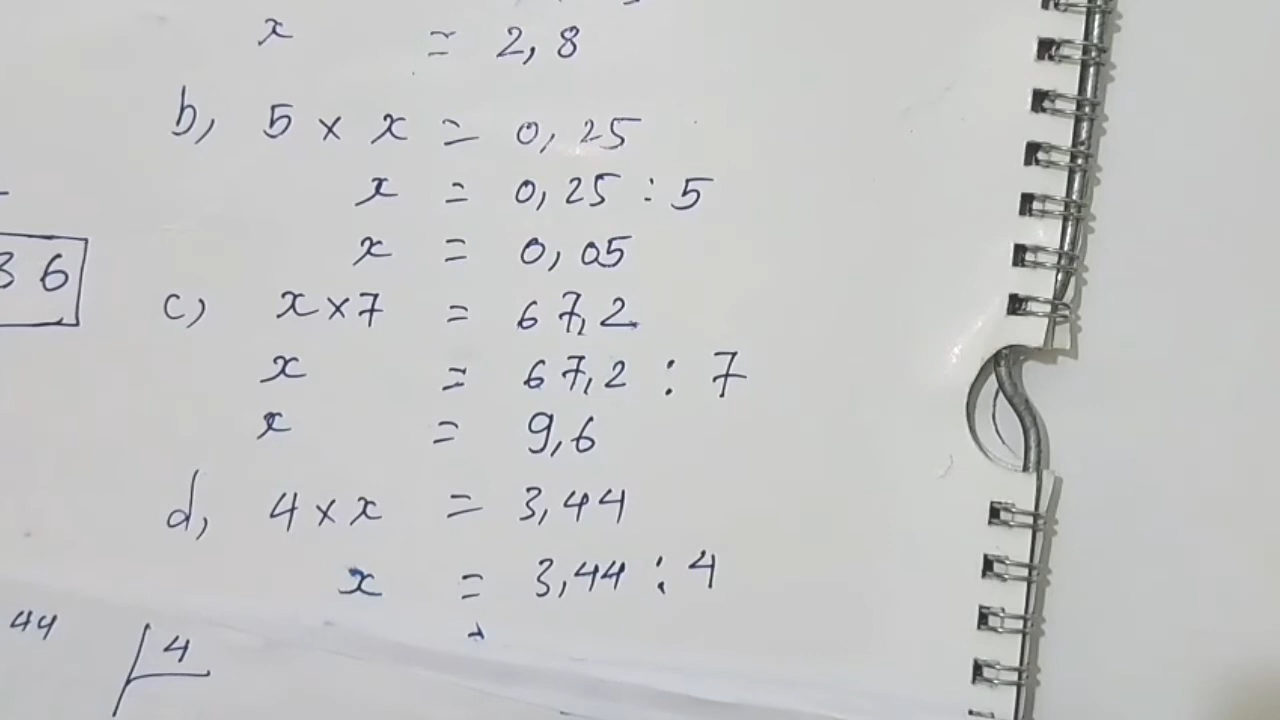 x = 2,8
b, 5 × x = 0,25
x = 0,25 : 5
x = 0,05
36
c) x × 7 = 67,2
x = 67,2 : 7
x = 9,6
d, 4 × x = 3,44
x = 3,44 : 4
44 4